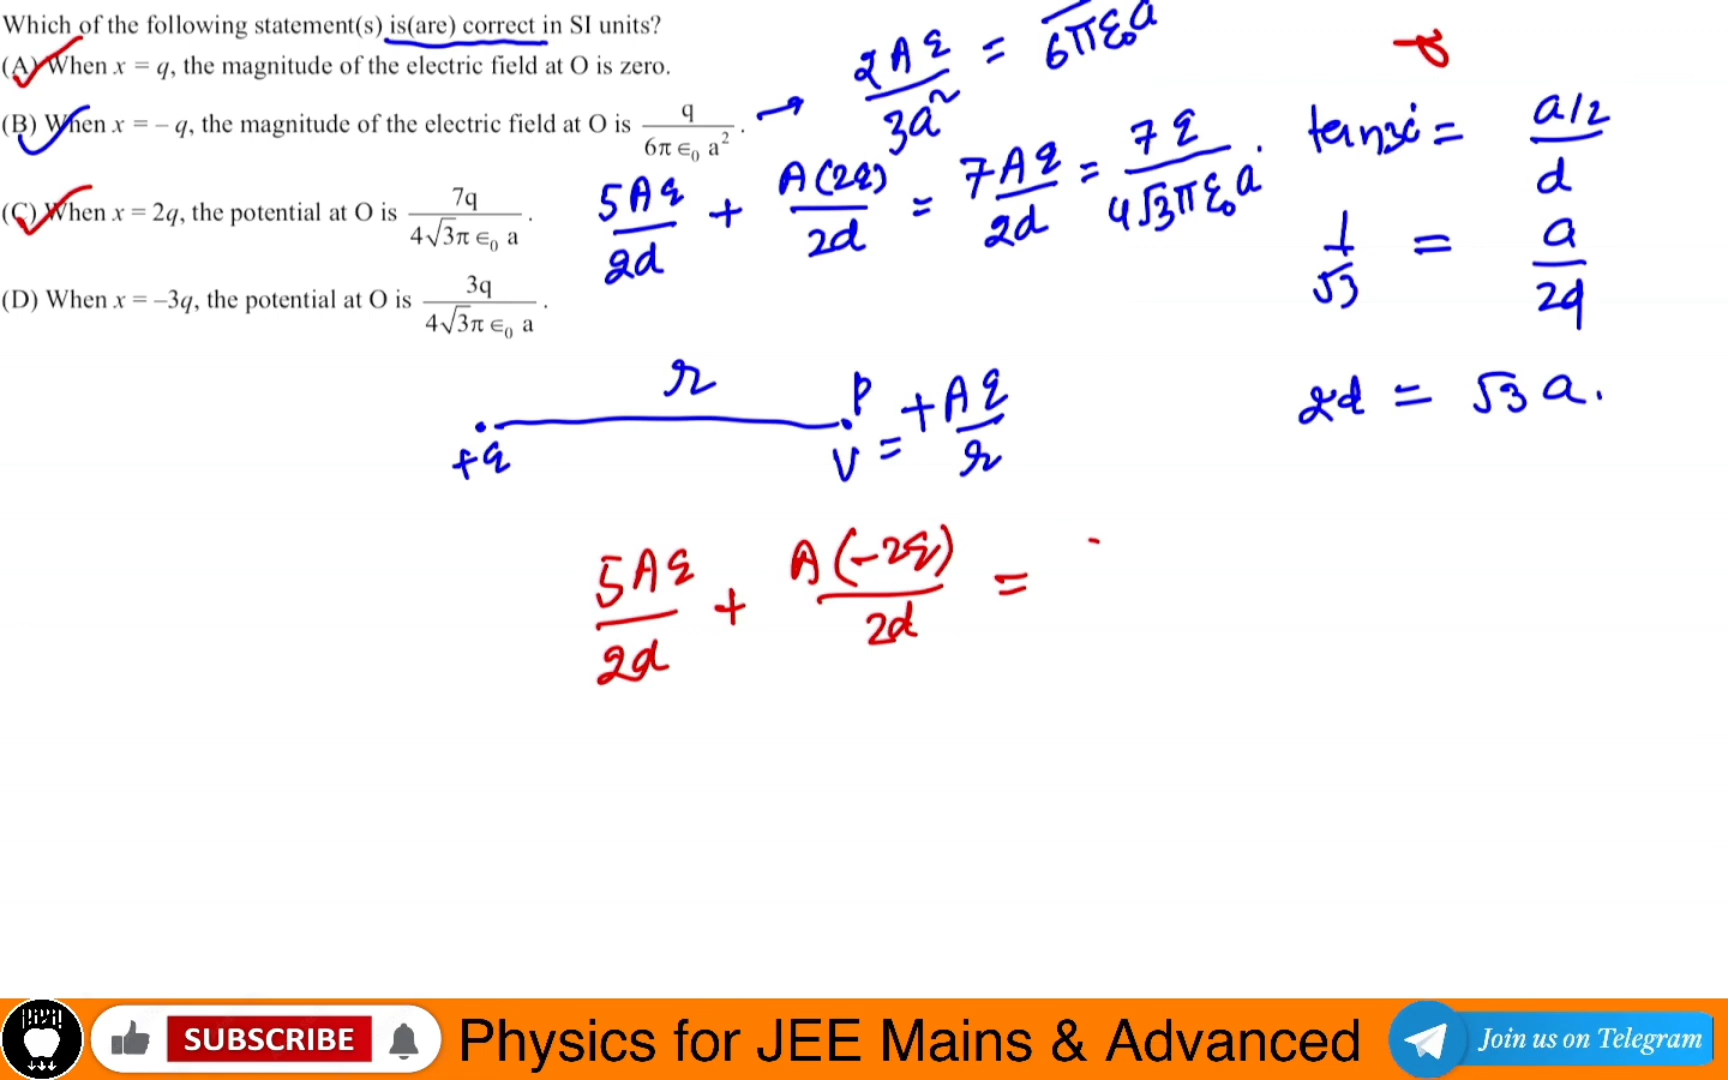 Which of the following statement(s) is(are) correct in SI units?
(A) When x = q, the magnitude of the electric field at O is zero.
(B) When x = – q, the magnitude of the electric field at O is q / 6π ∈₀ a² .
(C) When x = 2q, the potential at O is 7q / 4√3π ∈₀ a .
(D) When x = –3q, the potential at O is 3q / 4√3π ∈₀ a .
→ 2Aq / 3a² = / 6πε₀a
5Aq / 2d + A(2q) / 2d = 7Aq / 2d = 7q / 4√3πε₀a .
tan30 = a/2 / d
1 / √3 = a / 2d
2d = √3 a.
r
+q
P
V = +Aq / r
5Aq / 2d + A(-2q) / 2d =
SUBSCRIBE
Physics for JEE Mains & Advanced
Join us on Telegram